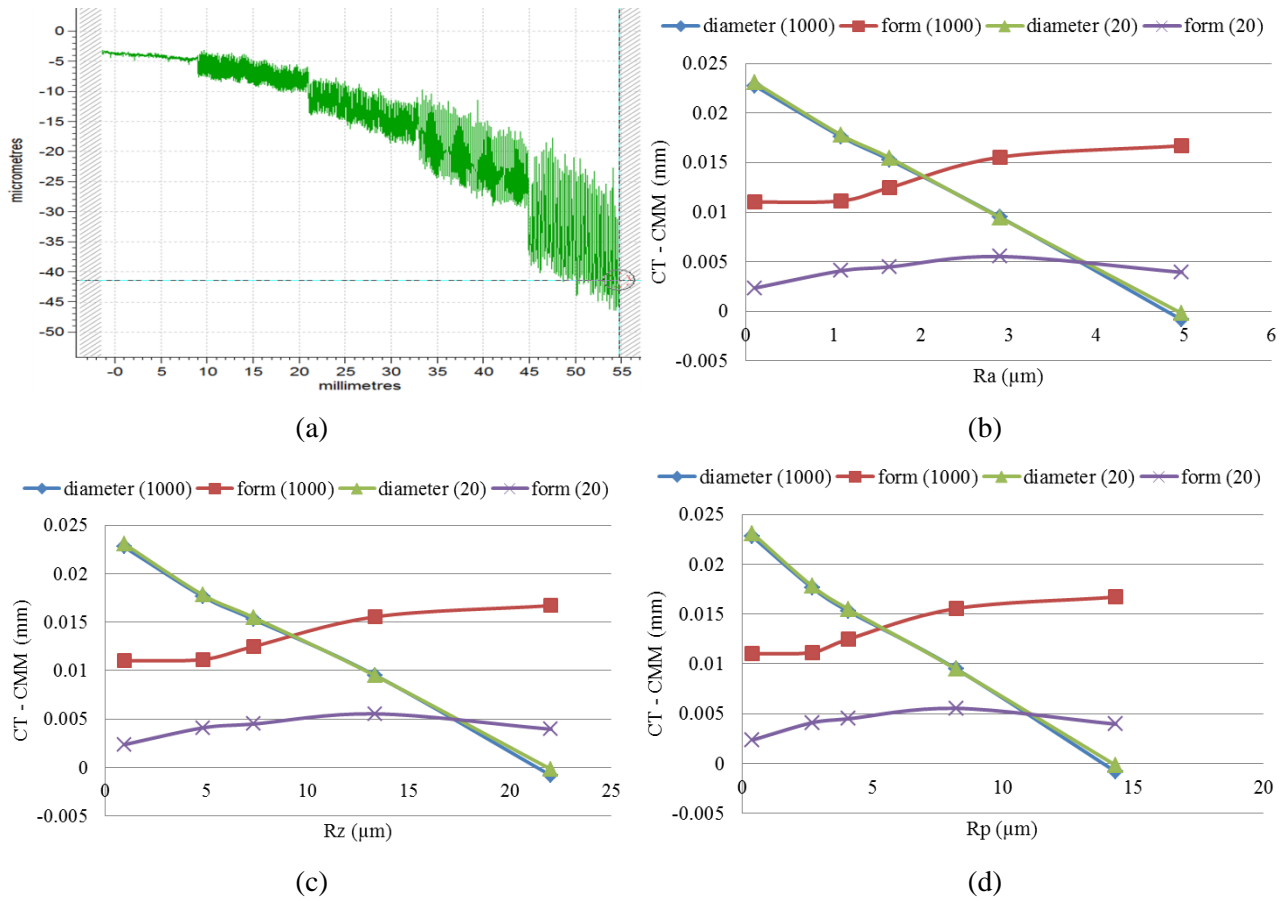 0
-5
-10
-15
-20
-25
-30
-35
-40
-45
-50
micrometres
-0 5 10 15 20 25 30 35 40 45 50 55
millimetres
(a)
diameter (1000) form (1000) diameter (20) form (20)
0.025
0.02
0.015
0.01
0.005
0
-0.005
CT - CMM (mm)
0 1 2 3 4 5 6
Ra (µm)
(b)
diameter (1000) form (1000) diameter (20) form (20)
0.025
0.02
0.015
0.01
0.005
0
-0.005
CT - CMM (mm)
0 5 10 15 20 25
Rz (µm)
(c)
diameter (1000) form (1000) diameter (20) form (20)
0.025
0.02
0.015
0.01
0.005
0
-0.005
CT - CMM (mm)
0 5 10 15 20
Rp (µm)
(d)